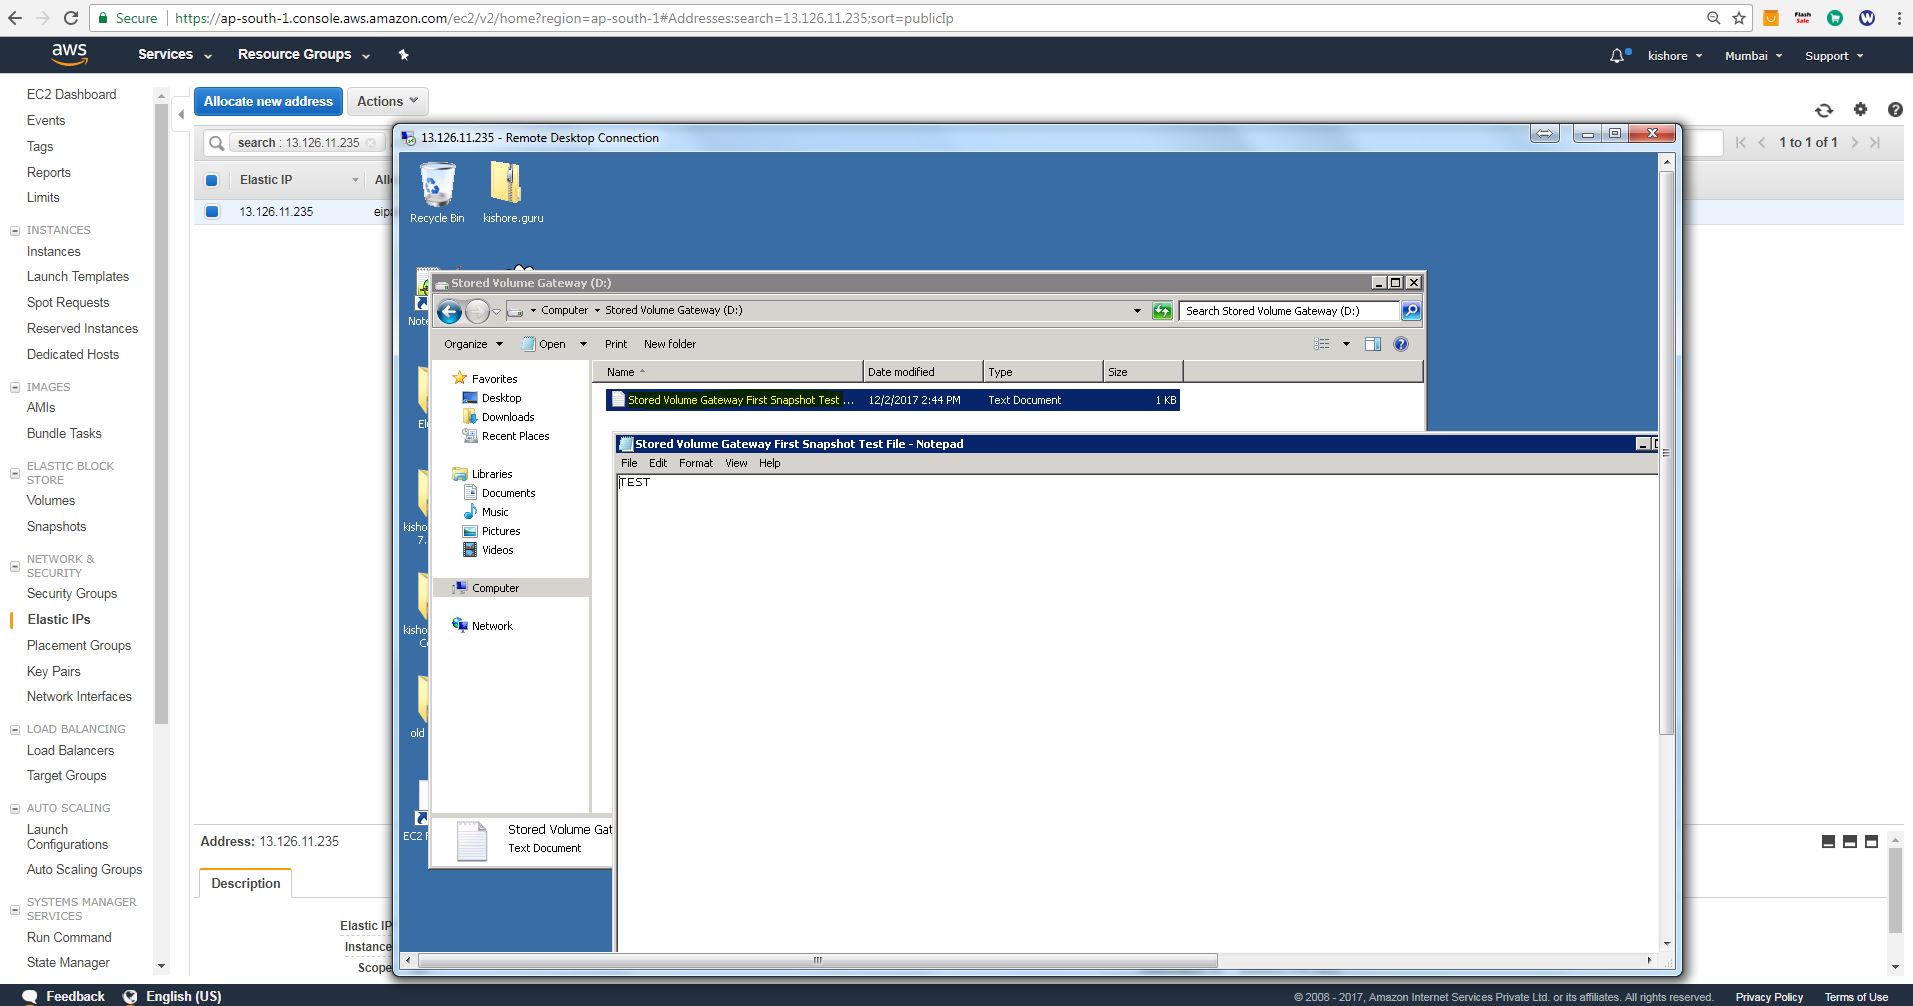 Secure
https://ap-south-1.console.aws.amazon.com/ec2/v2/home?region=ap-south-1#Addresses:search=13.126.11.235;sort=publicIp
Flash
Sale
W
aws
Services
Resource Groups
kishore
Mumbai
Support
EC2 Dashboard
Events
Tags
Reports
Limits
INSTANCES
Instances
Launch Templates
Spot Requests
Reserved Instances
Dedicated Hosts
IMAGES
AMIs
Bundle Tasks
ELASTIC BLOCK
STORE
Volumes
Snapshots
NETWORK &
SECURITY
Security Groups
Elastic IPs
Placement Groups
Key Pairs
Network Interfaces
LOAD BALANCING
Load Balancers
Target Groups
AUTO SCALING
Launch
Configurations
Auto Scaling Groups
SYSTEMS MANAGER
SERVICES
Run Command
State Manager
Allocate new address
Actions
search : 13.126.11.235
1 to 1 of 1
Elastic IP
All
13.126.11.235
eipa
Address: 13.126.11.235
Description
Elastic IP
Instance
Scope
13.126.11.235 - Remote Desktop Connection
Recycle Bin
kishore.guru
Note
El
kisho
7.
kisho
Co
old
EC2 F
Stored Volume Gateway (D:)
Computer
Stored Volume Gateway (D:)
Search Stored Volume Gateway (D:)
Organize
Open
Print
New folder
Favorites
Desktop
Downloads
Recent Places
Libraries
Documents
Music
Pictures
Videos
Computer
Network
Name
Date modified
Type
Size
Stored Volume Gateway First Snapshot Test ...
12/2/2017 2:44 PM
Text Document
1 KB
Stored Volume Gat
Text Document
Stored Volume Gateway First Snapshot Test File - Notepad
File
Edit
Format
View
Help
TEST
Feedback
English (US)
© 2008 - 2017, Amazon Internet Services Private Ltd. or its affiliates. All rights reserved.
Privacy Policy
Terms of Use